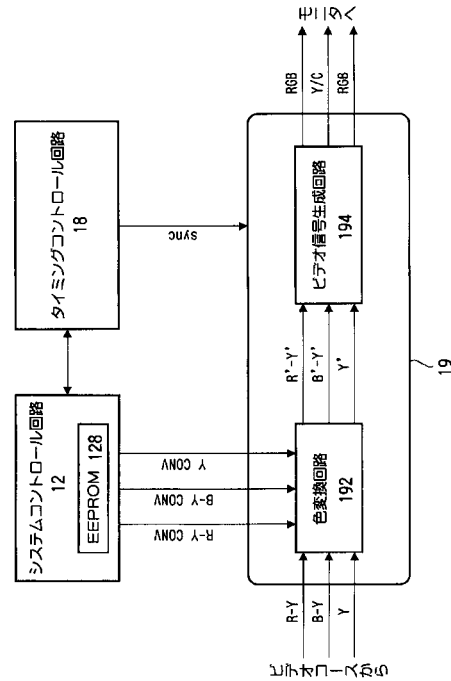 システムコントロール回路
12
EEPROM 128
タイミングコントロール回路
18
R-Y CONV
B-Y CONV
Y CONV
sync
ビデオソースから
R-Y
B-Y
Y
色変換回路
192
R'-Y'
B'-Y'
Y'
ビデオ信号生成回路
194
RGB
Y/C
RGB
モニタへ
19